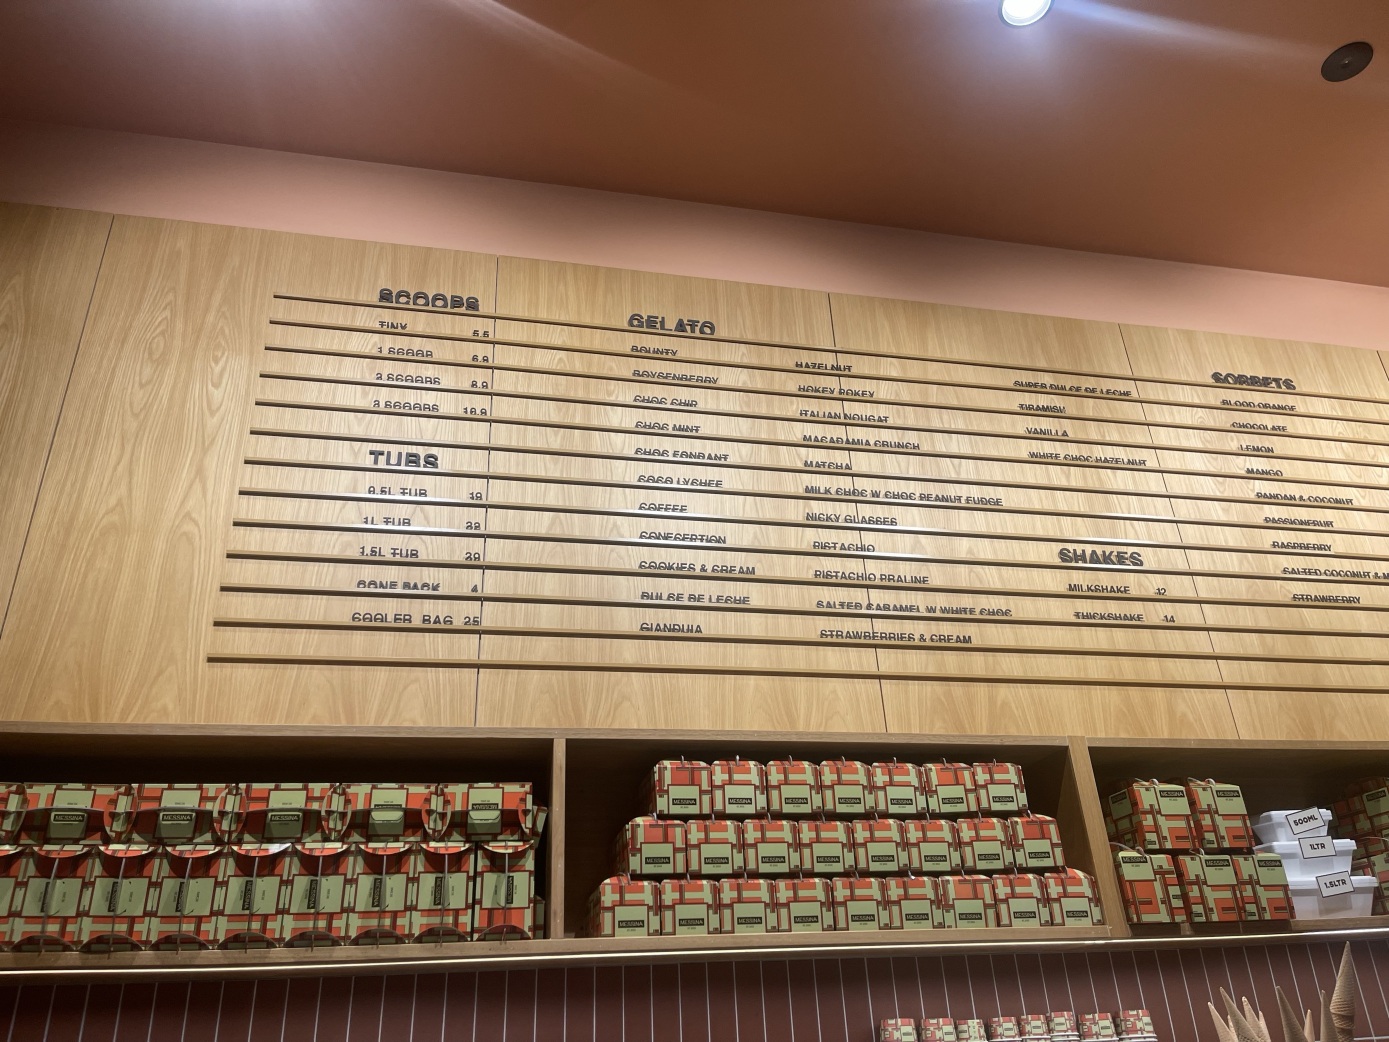 SCOOPS
TINY 5.5
1 SCOOP 6.9
2 SCOOPS 8.9
3 SCOOPS 10.9
TUBS
0.5L TUB 19
1L TUB
1.5L TUB
CONE PACK 4
COOLER BAG 25
GELATO
BOUNTY
BOYSENBERRY
CHOC CHIP
CHOC MINT
CHOC FONDANT
COCO LYCHEE
COFFEE
CONFECTION
COOKIES & CREAM
DULCE DE LECHE
GIANDUIA
HAZELNUT
HOKEY POKEY
ITALIAN NOUGAT
MACADAMIA CRUNCH
MATCHA
MILK CHOC W CHOC PEANUT FUDGE
NICKY GLASSES
PISTACHIO
PISTACHIO PRALINE
SALTED CARAMEL W WHITE CHOC
STRAWBERRIES & CREAM
SUPER DULCE DE LECHE
TIRAMISU
VANILLA
WHITE CHOC HAZELNUT
SHAKES
MILKSHAKE 12
THICKSHAKE 14
SORBETS
BLOOD ORANGE
CHOCOLATE
LEMON
MANGO
PANDAN & COCONUT
PASSIONFRUIT
RASPBERRY
SALTED COCONUT & M
STRAWBERRY
MESSINA
500ML
1LTR
1.5LTR